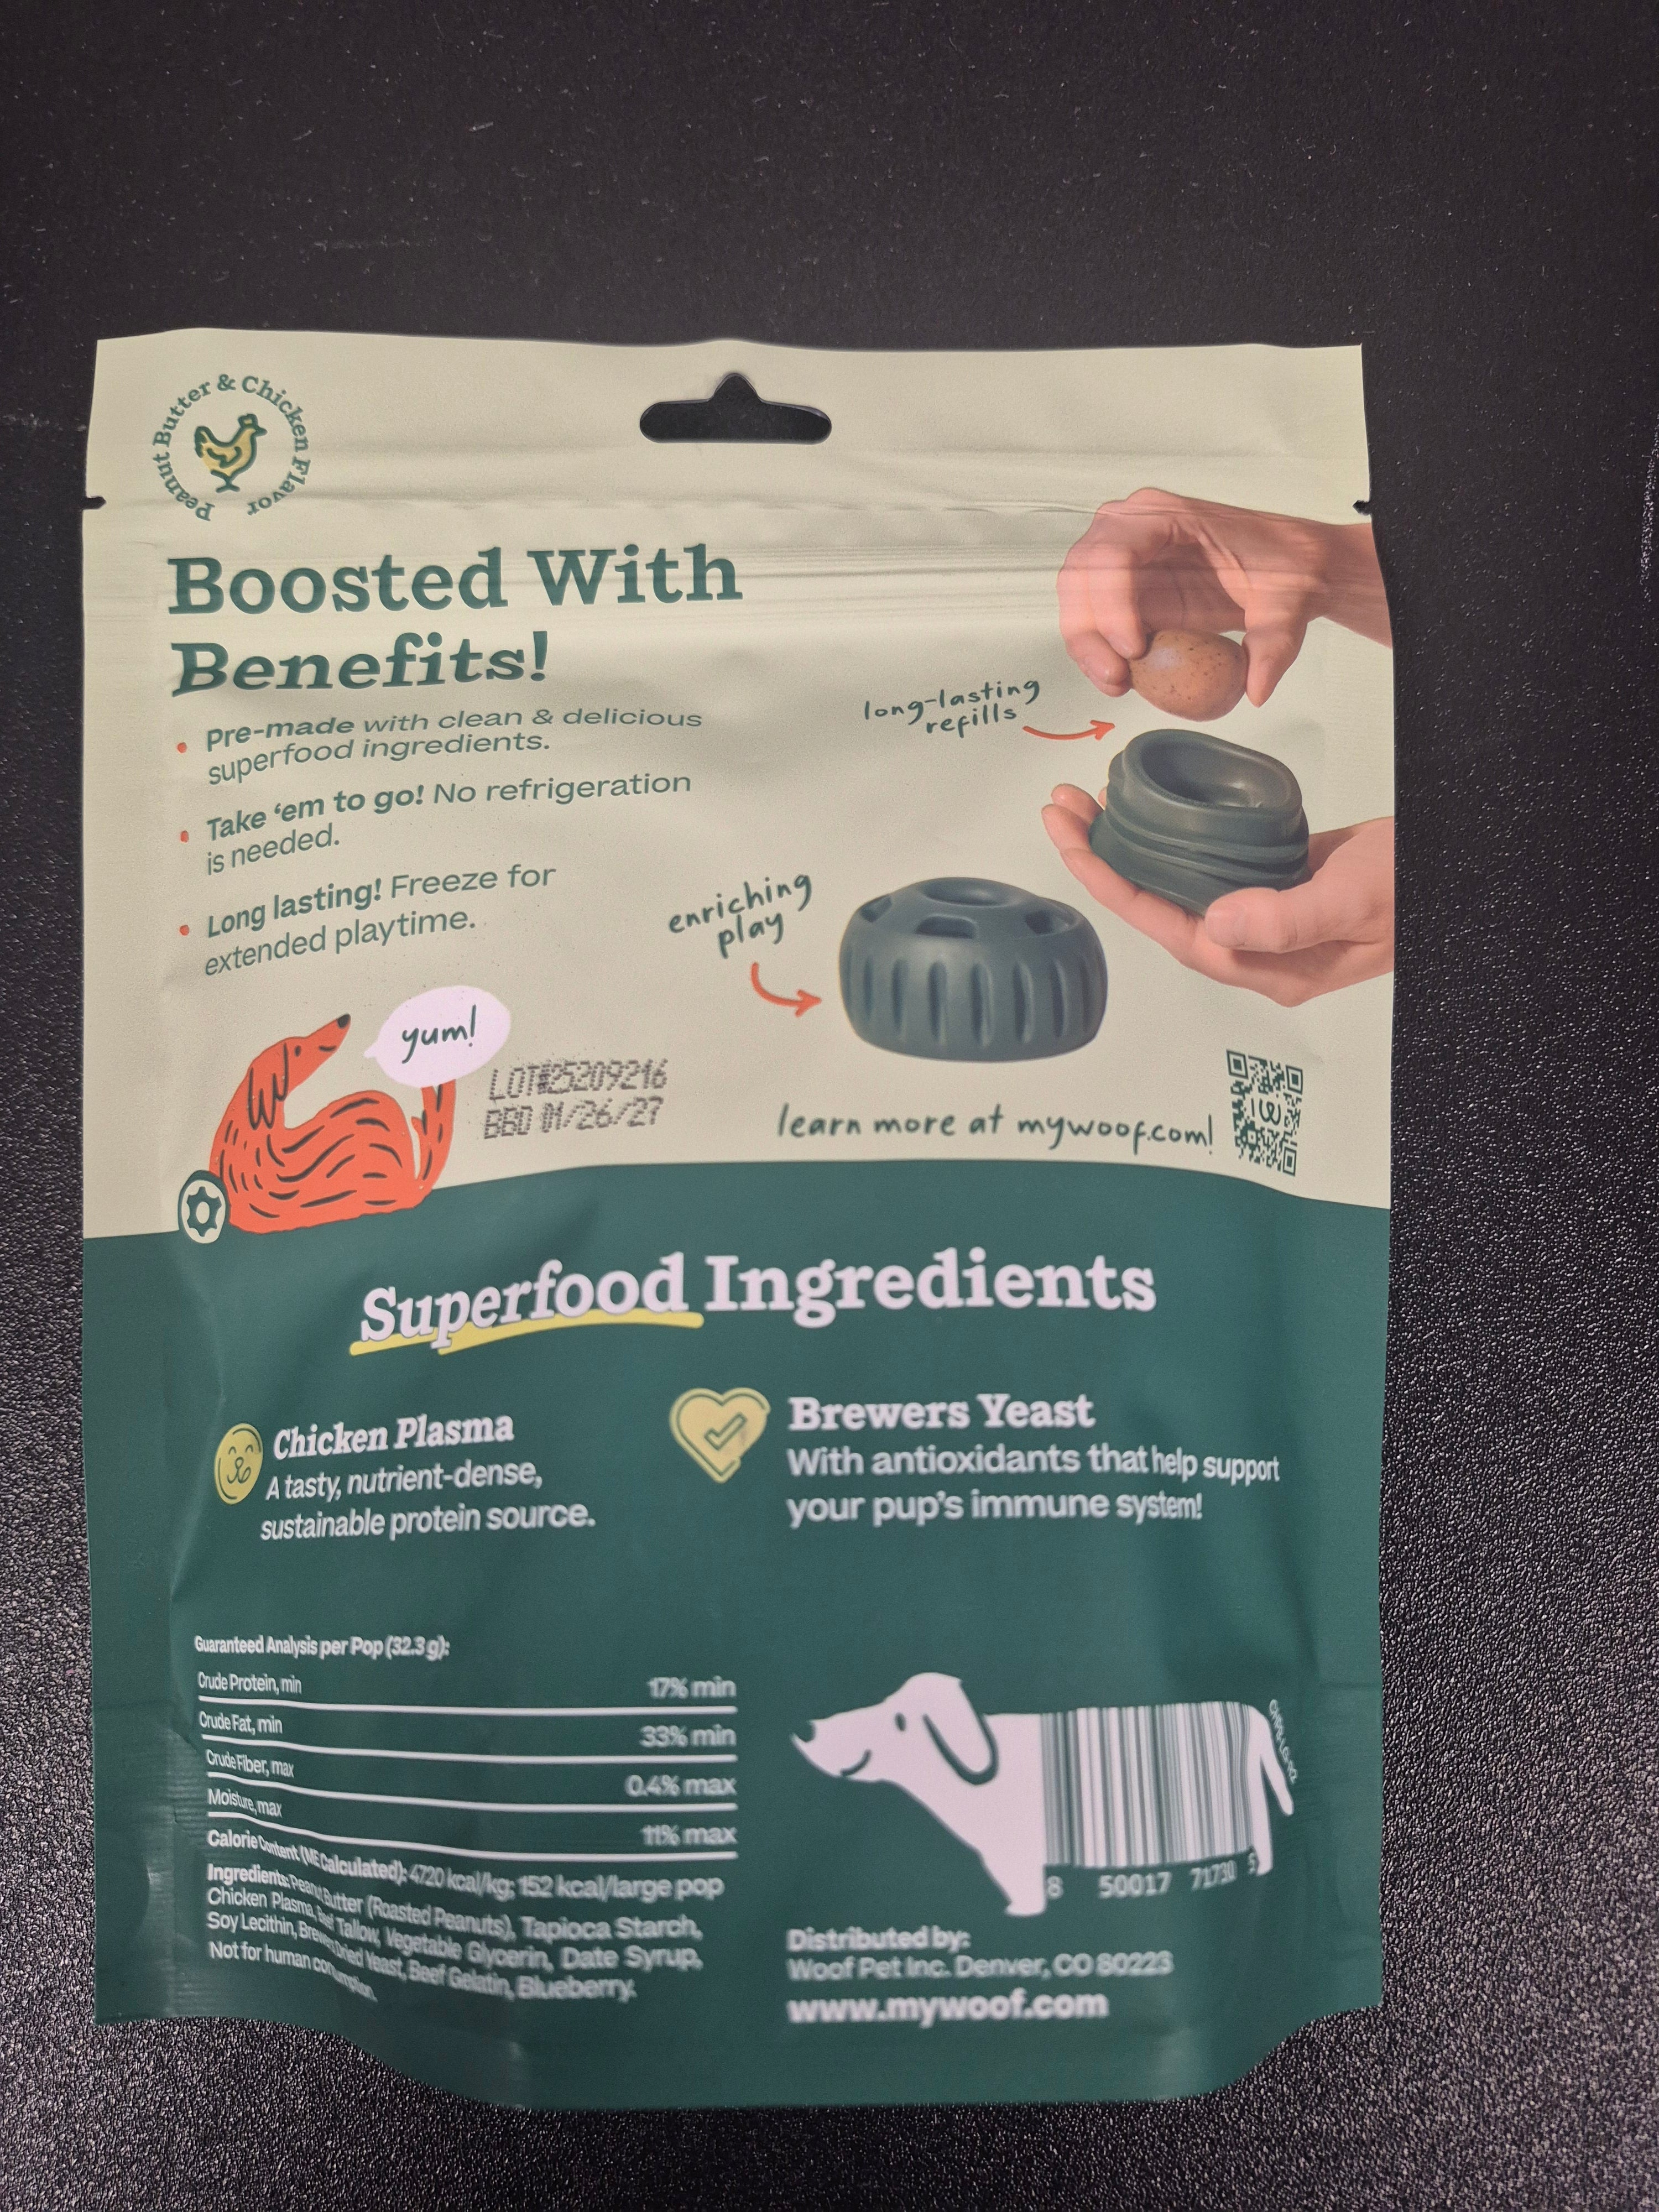 Peanut Butter & Chicken Flavor
Boosted With
Benefits!
• Pre-made with clean & delicious
superfood ingredients.
• Take ‘em to go! No refrigeration
is needed.
• Long lasting! Freeze for
extended playtime.
long-lasting
refills
enriching
play
yum!
LOT#25209216
BBD 01/26/27
learn more at mywoof.com!
Superfood Ingredients
Chicken Plasma
A tasty, nutrient-dense,
sustainable protein source.
Brewers Yeast
With antioxidants that help support
your pup's immune system!
Guaranteed Analysis per Pop (32.3 g):
Crude Protein, min 17% min
Crude Fat, min 33% min
Crude Fiber, max 0.4% max
Moisture, max 11% max
Calorie Content (ME Calculated): 4720 kcal/kg; 152 kcal/large pop
Ingredients: Peanut Butter (Roasted Peanuts), Tapioca Starch,
Chicken Plasma, Beef Tallow, Vegetable Glycerin, Date Syrup,
Soy Lecithin, Brewers Dried Yeast, Beef Gelatin, Blueberry.
Not for human consumption.
8 50017 71730 5
Distributed by:
Woof Pet Inc. Denver, CO 80223
www.mywoof.com